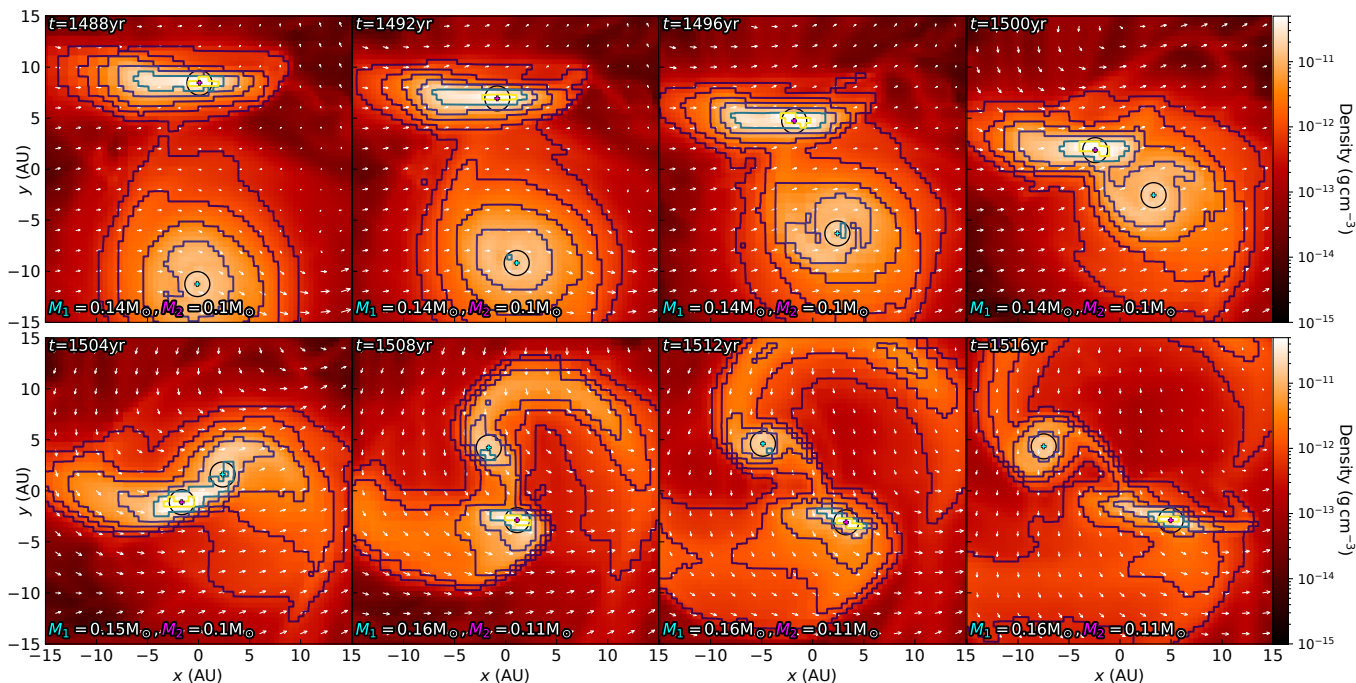 t=1488yr
t=1492yr
t=1496yr
t=1500yr
15
10
5
0
−5
−10
−15
y (AU)
M₁=0.14M⊙, M₂=0.1M⊙
M₁=0.14M⊙, M₂=0.1M⊙
M₁=0.14M⊙, M₂=0.1M⊙
M₁=0.14M⊙, M₂=0.1M⊙
10⁻¹¹
10⁻¹²
10⁻¹³
10⁻¹⁴
10⁻¹⁵
Density (g cm⁻³)
t=1504yr
t=1508yr
t=1512yr
t=1516yr
15
10
5
0
−5
−10
−15
y (AU)
M₁=0.15M⊙, M₂=0.1M⊙
M₁=0.16M⊙, M₂=0.11M⊙
M₁=0.16M⊙, M₂=0.11M⊙
M₁=0.16M⊙, M₂=0.11M⊙
10⁻¹¹
10⁻¹²
10⁻¹³
10⁻¹⁴
10⁻¹⁵
Density (g cm⁻³)
−15 −10 −5 0 5 10 15 −10 −5 0 5 10 15 −10 −5 0 5 10 15 −10 −5 0 5 10 15
x (AU) x (AU) x (AU) x (AU)